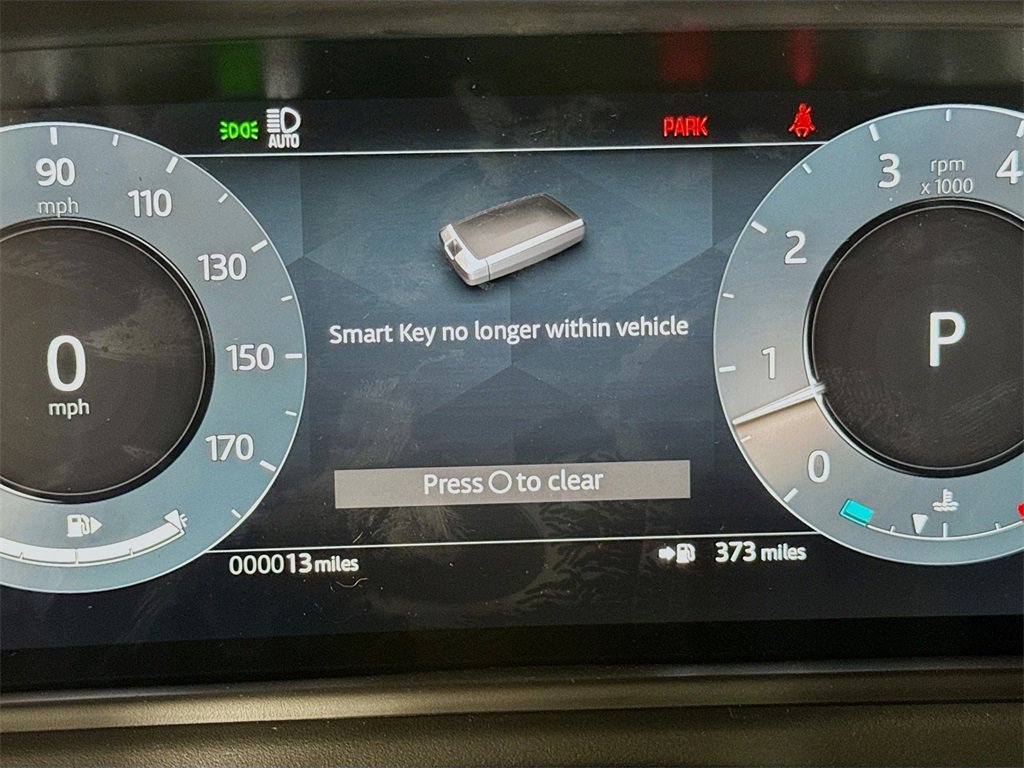 AUTO
PARK
90
mph
110
130
150
170
0
mph
Smart Key no longer within vehicle
Press to clear
000013 miles
373 miles
3
rpm
x 1000
4
2
1
0
P